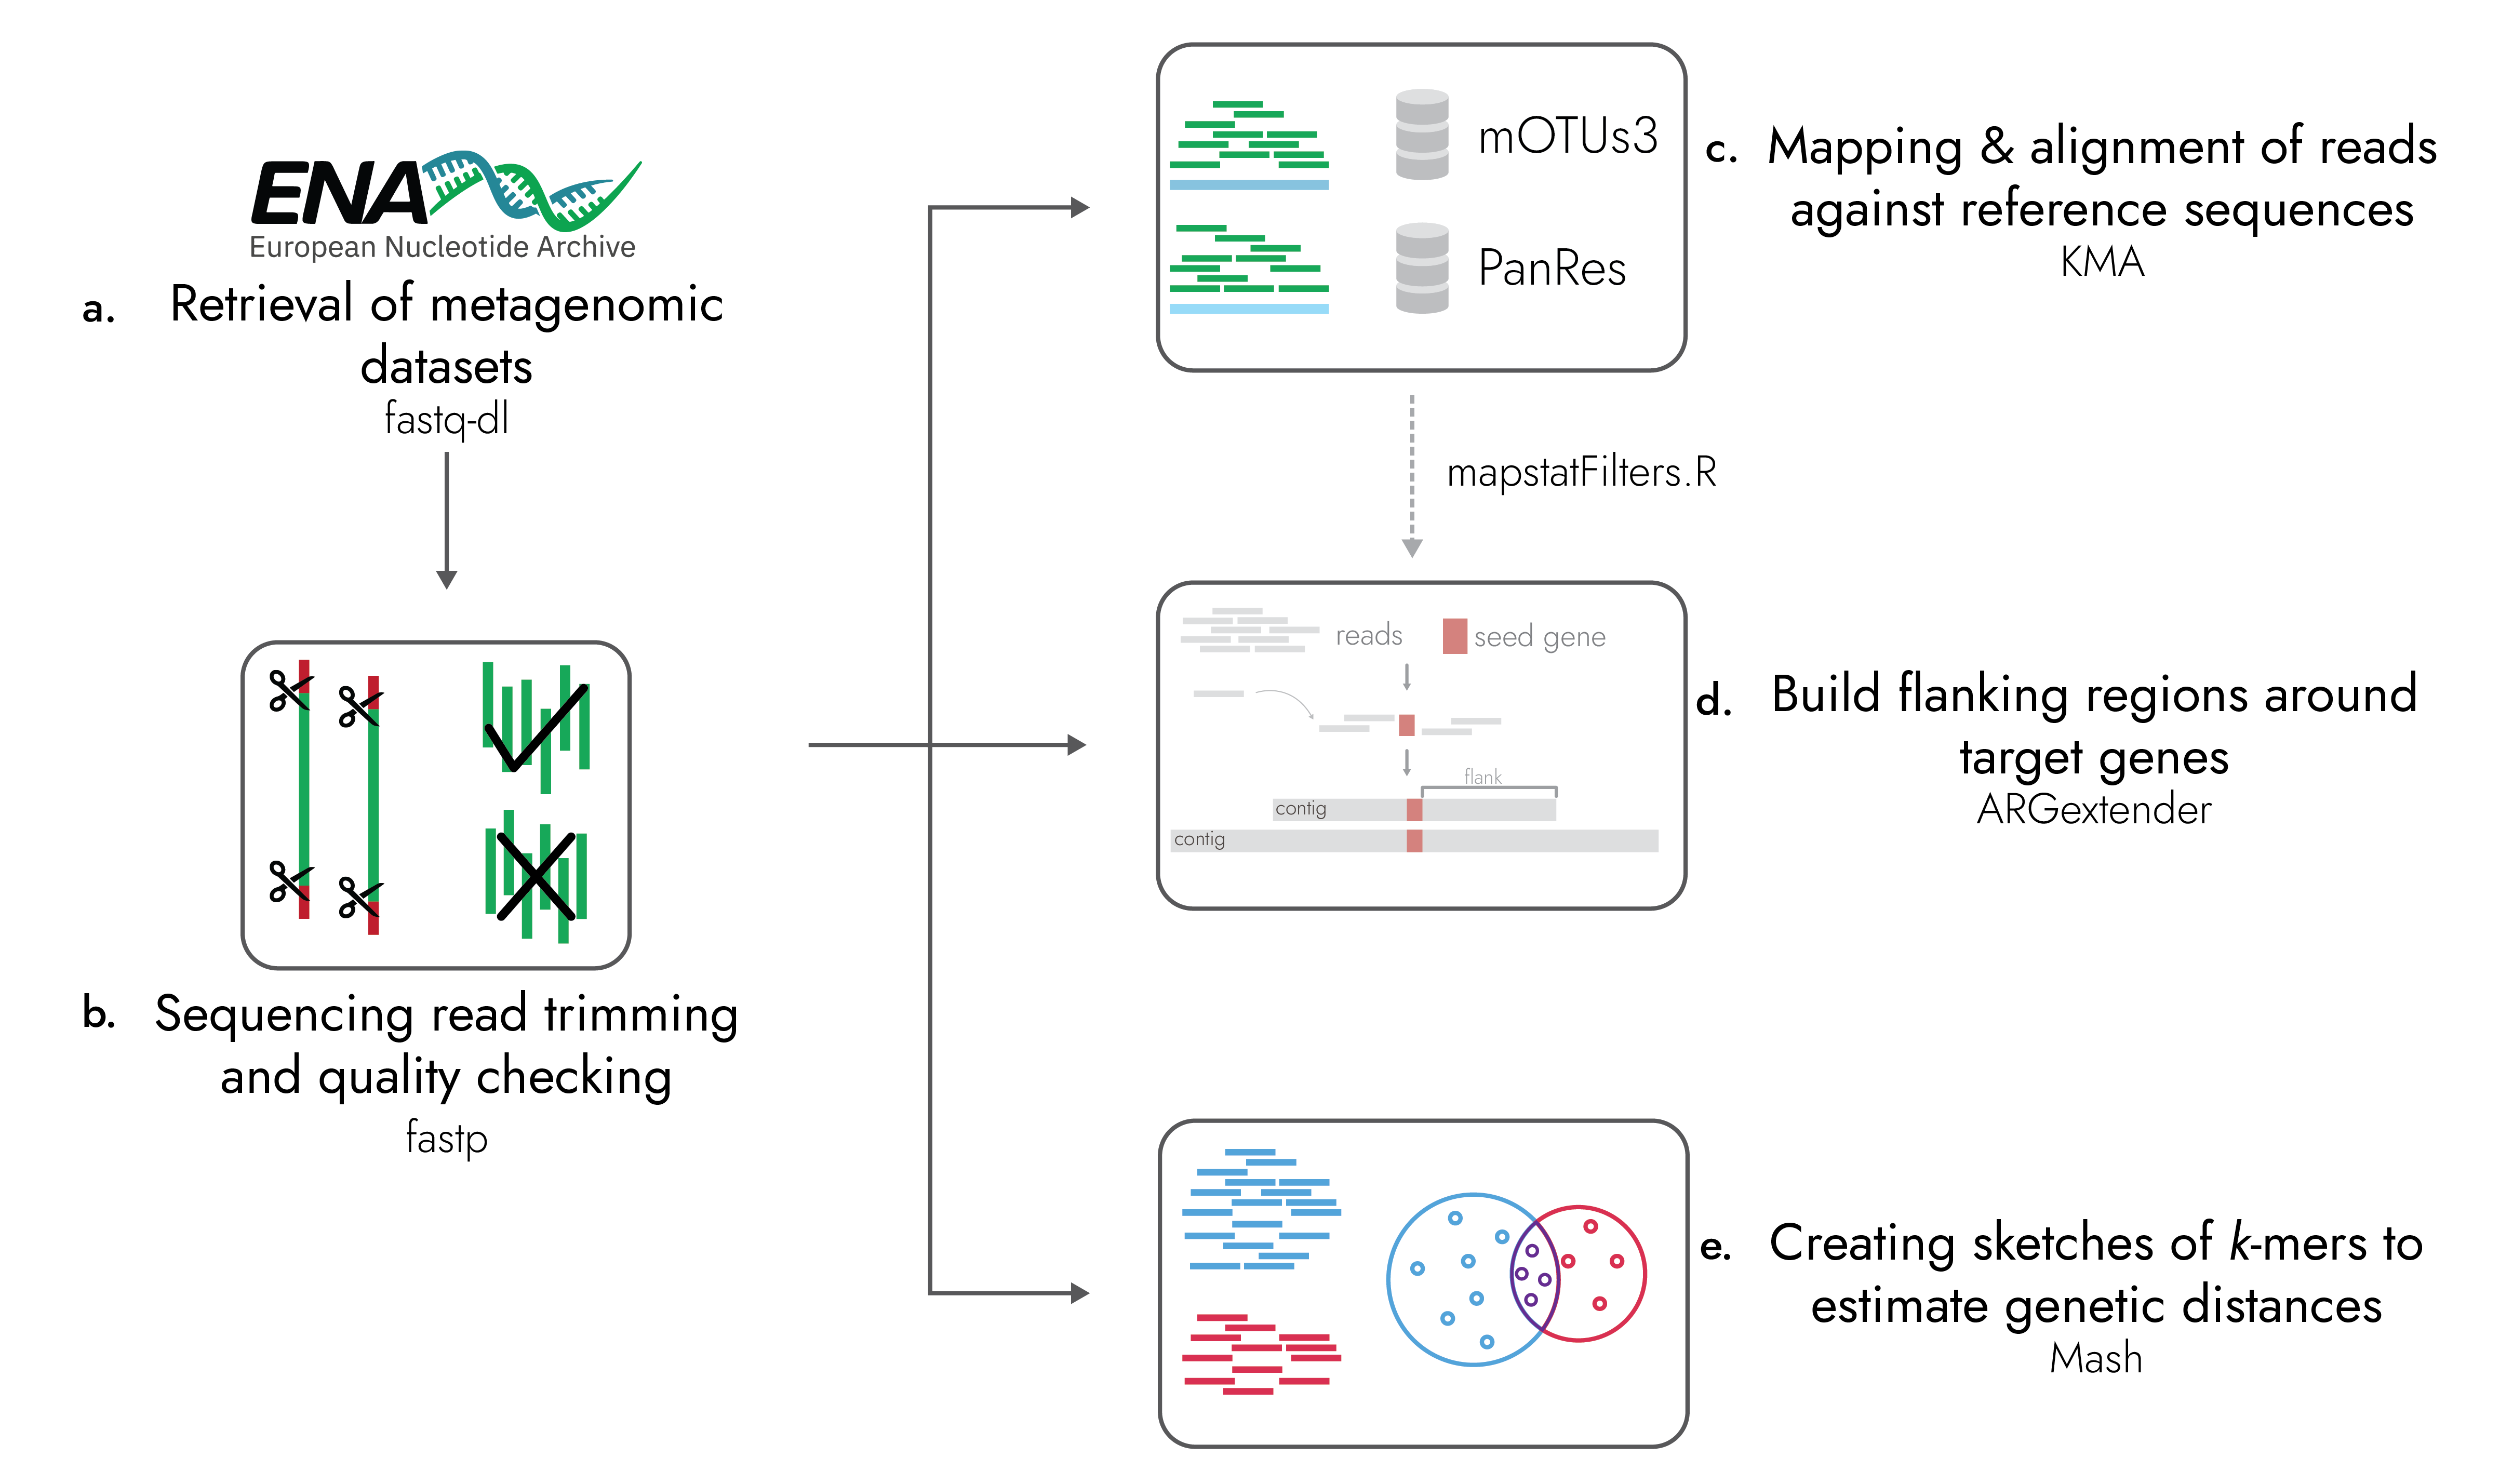 ENA
European Nucleotide Archive
a.
Retrieval of metagenomic
datasets
fastq-dl
b.
Sequencing read trimming
and quality checking
fastp
mOTUs3
PanRes
c.
Mapping & alignment of reads
against reference sequences
KMA
mapstatFilters.R
reads
seed gene
flank
contig
contig
d.
Build flanking regions around
target genes
ARGextender
e.
Creating sketches of k-mers to
estimate genetic distances
Mash